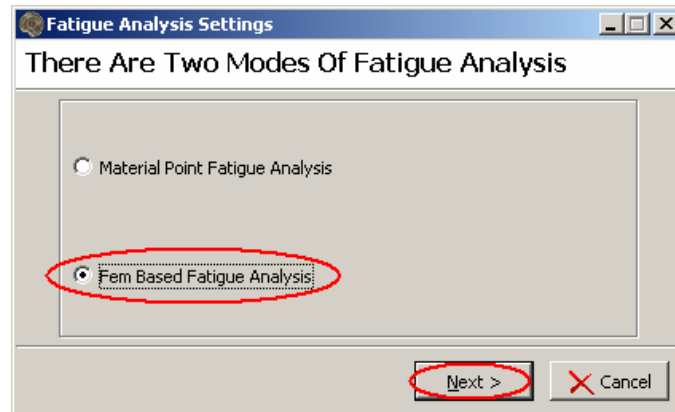 Fatigue Analysis Settings
There Are Two Modes Of Fatigue Analysis
Material Point Fatigue Analysis
Fem Based Fatigue Analysis
Next >
Cancel